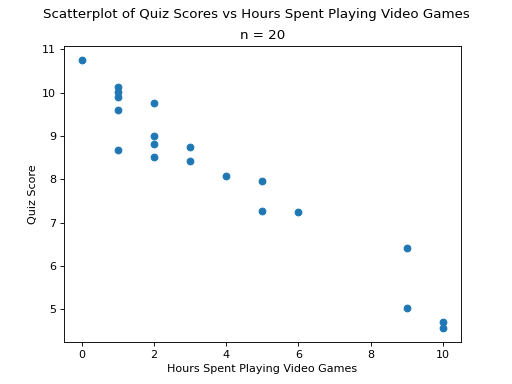 Scatterplot of Quiz Scores vs Hours Spent Playing Video Games
n = 20
11
10
9
8
7
6
5
Quiz Score
0 2 4 6 8 10
Hours Spent Playing Video Games